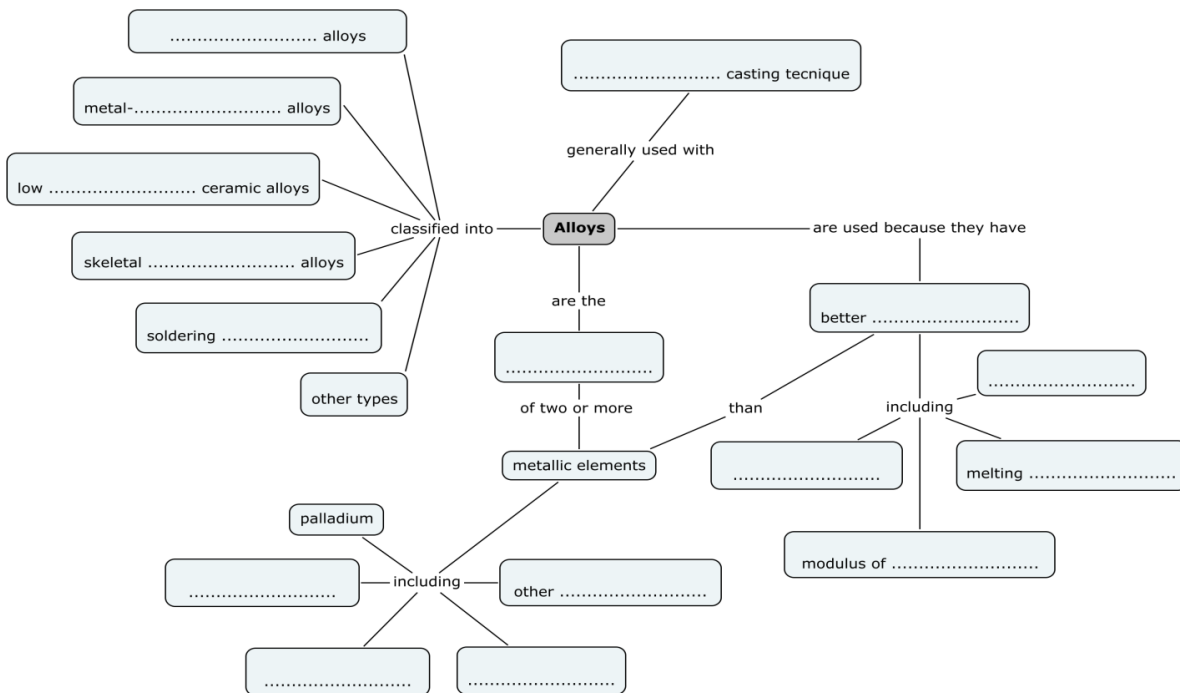 ........................... alloys
........................... casting tecnique
metal-........................... alloys
generally used with
low ........................... ceramic alloys
classified into
Alloys
are used because they have
skeletal ........................... alloys
are the
better ...........................
soldering ...........................
...........................
...........................
other types
of two or more
than
including
metallic elements
...........................
melting ...........................
palladium
modulus of ...........................
...........................
including
other ...........................
...........................
...........................